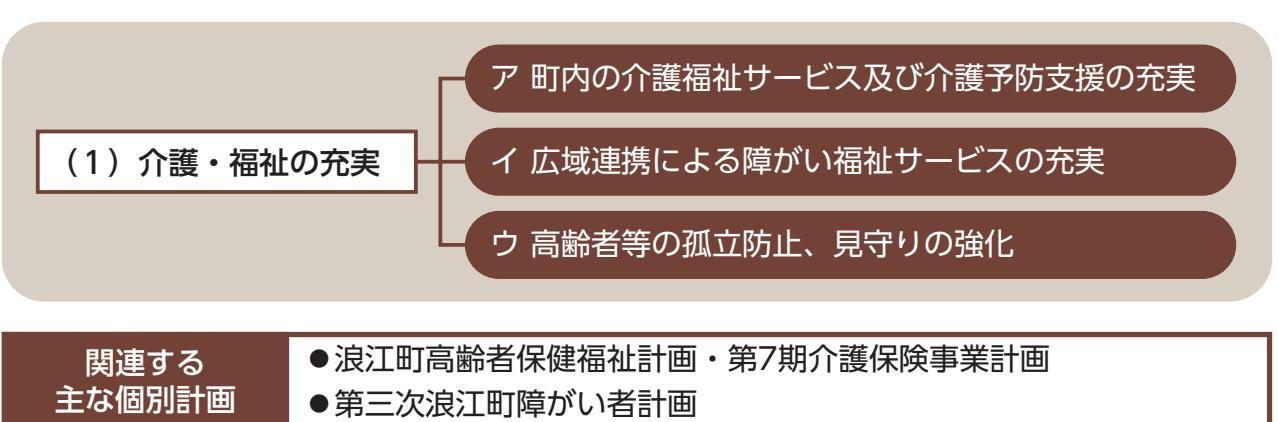 ア 町内の介護福祉サービス及び介護予防支援の充実
(1)介護・福祉の充実
イ 広域連携による障がい福祉サービスの充実
ウ 高齢者等の孤立防止、見守りの強化
関連する
主な個別計画
●浪江町高齢者保健福祉計画・第7期介護保険事業計画
●第三次浪江町障がい者計画